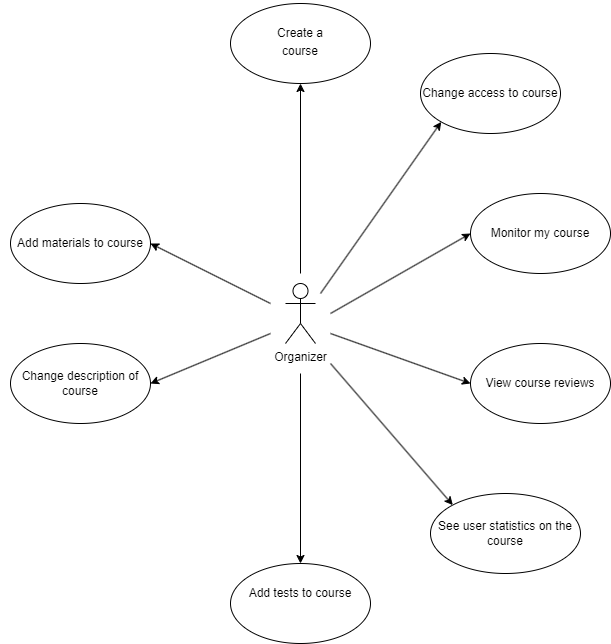 Create a
course
Change access to course
Monitor my course
Add materials to course
Organizer
Change description of
course
View course reviews
See user statistics on the
course
Add tests to course